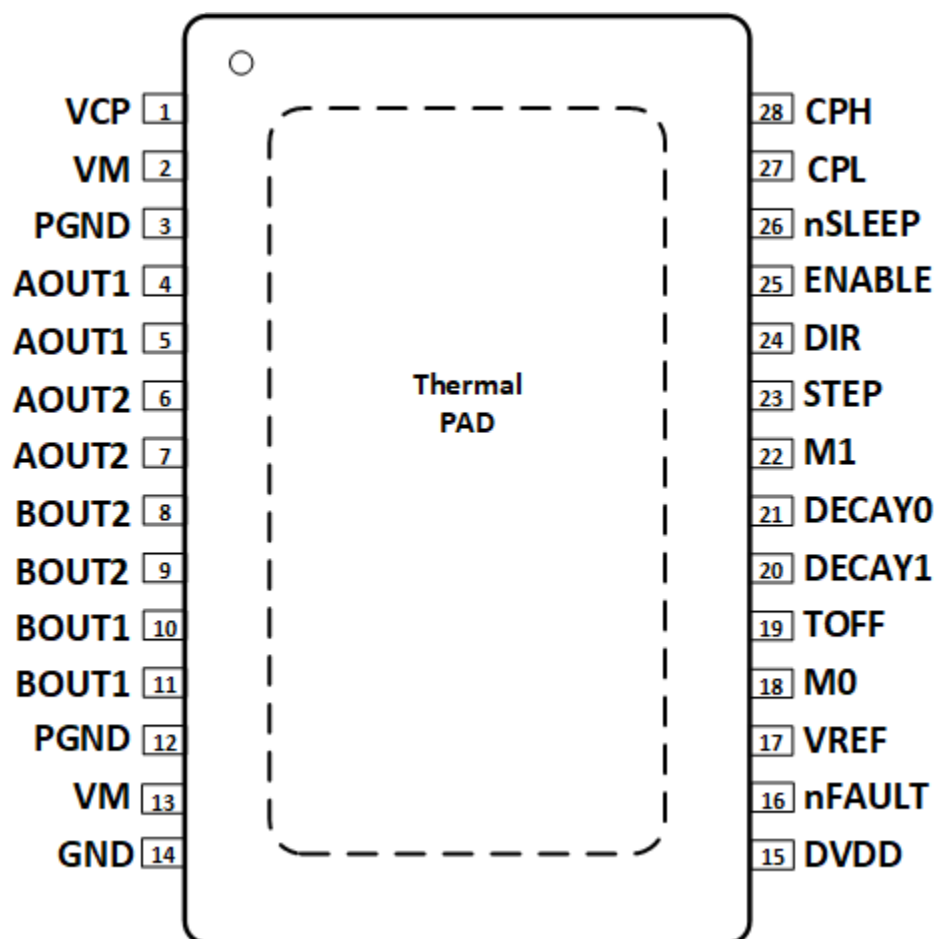 VCP 1
VM 2
PGND 3
AOUT1 4
AOUT1 5
AOUT2 6
AOUT2 7
BOUT2 8
BOUT2 9
BOUT1 10
BOUT1 11
PGND 12
VM 13
GND 14
Thermal
PAD
28 CPH
27 CPL
26 nSLEEP
25 ENABLE
24 DIR
23 STEP
22 M1
21 DECAY0
20 DECAY1
19 TOFF
18 M0
17 VREF
16 nFAULT
15 DVDD